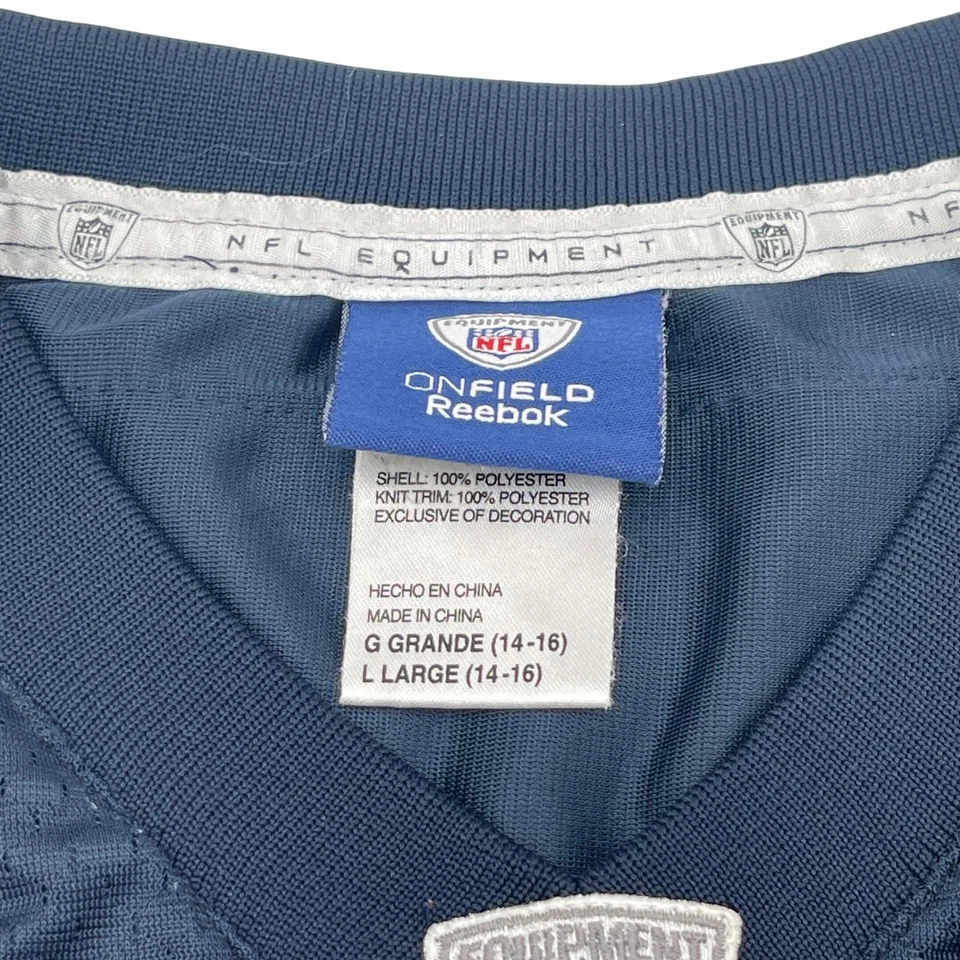 EQUIPMENT
NFL
NFL EQUIPMENT
EQUIPMENT
NFL
NF
EQUIPMENT
NFL
ONFIELD
Reebok
SHELL: 100% POLYESTER
KNIT TRIM: 100% POLYESTER
EXCLUSIVE OF DECORATION
HECHO EN CHINA
MADE IN CHINA
G GRANDE (14-16)
L LARGE (14-16)
EQUIPMENT